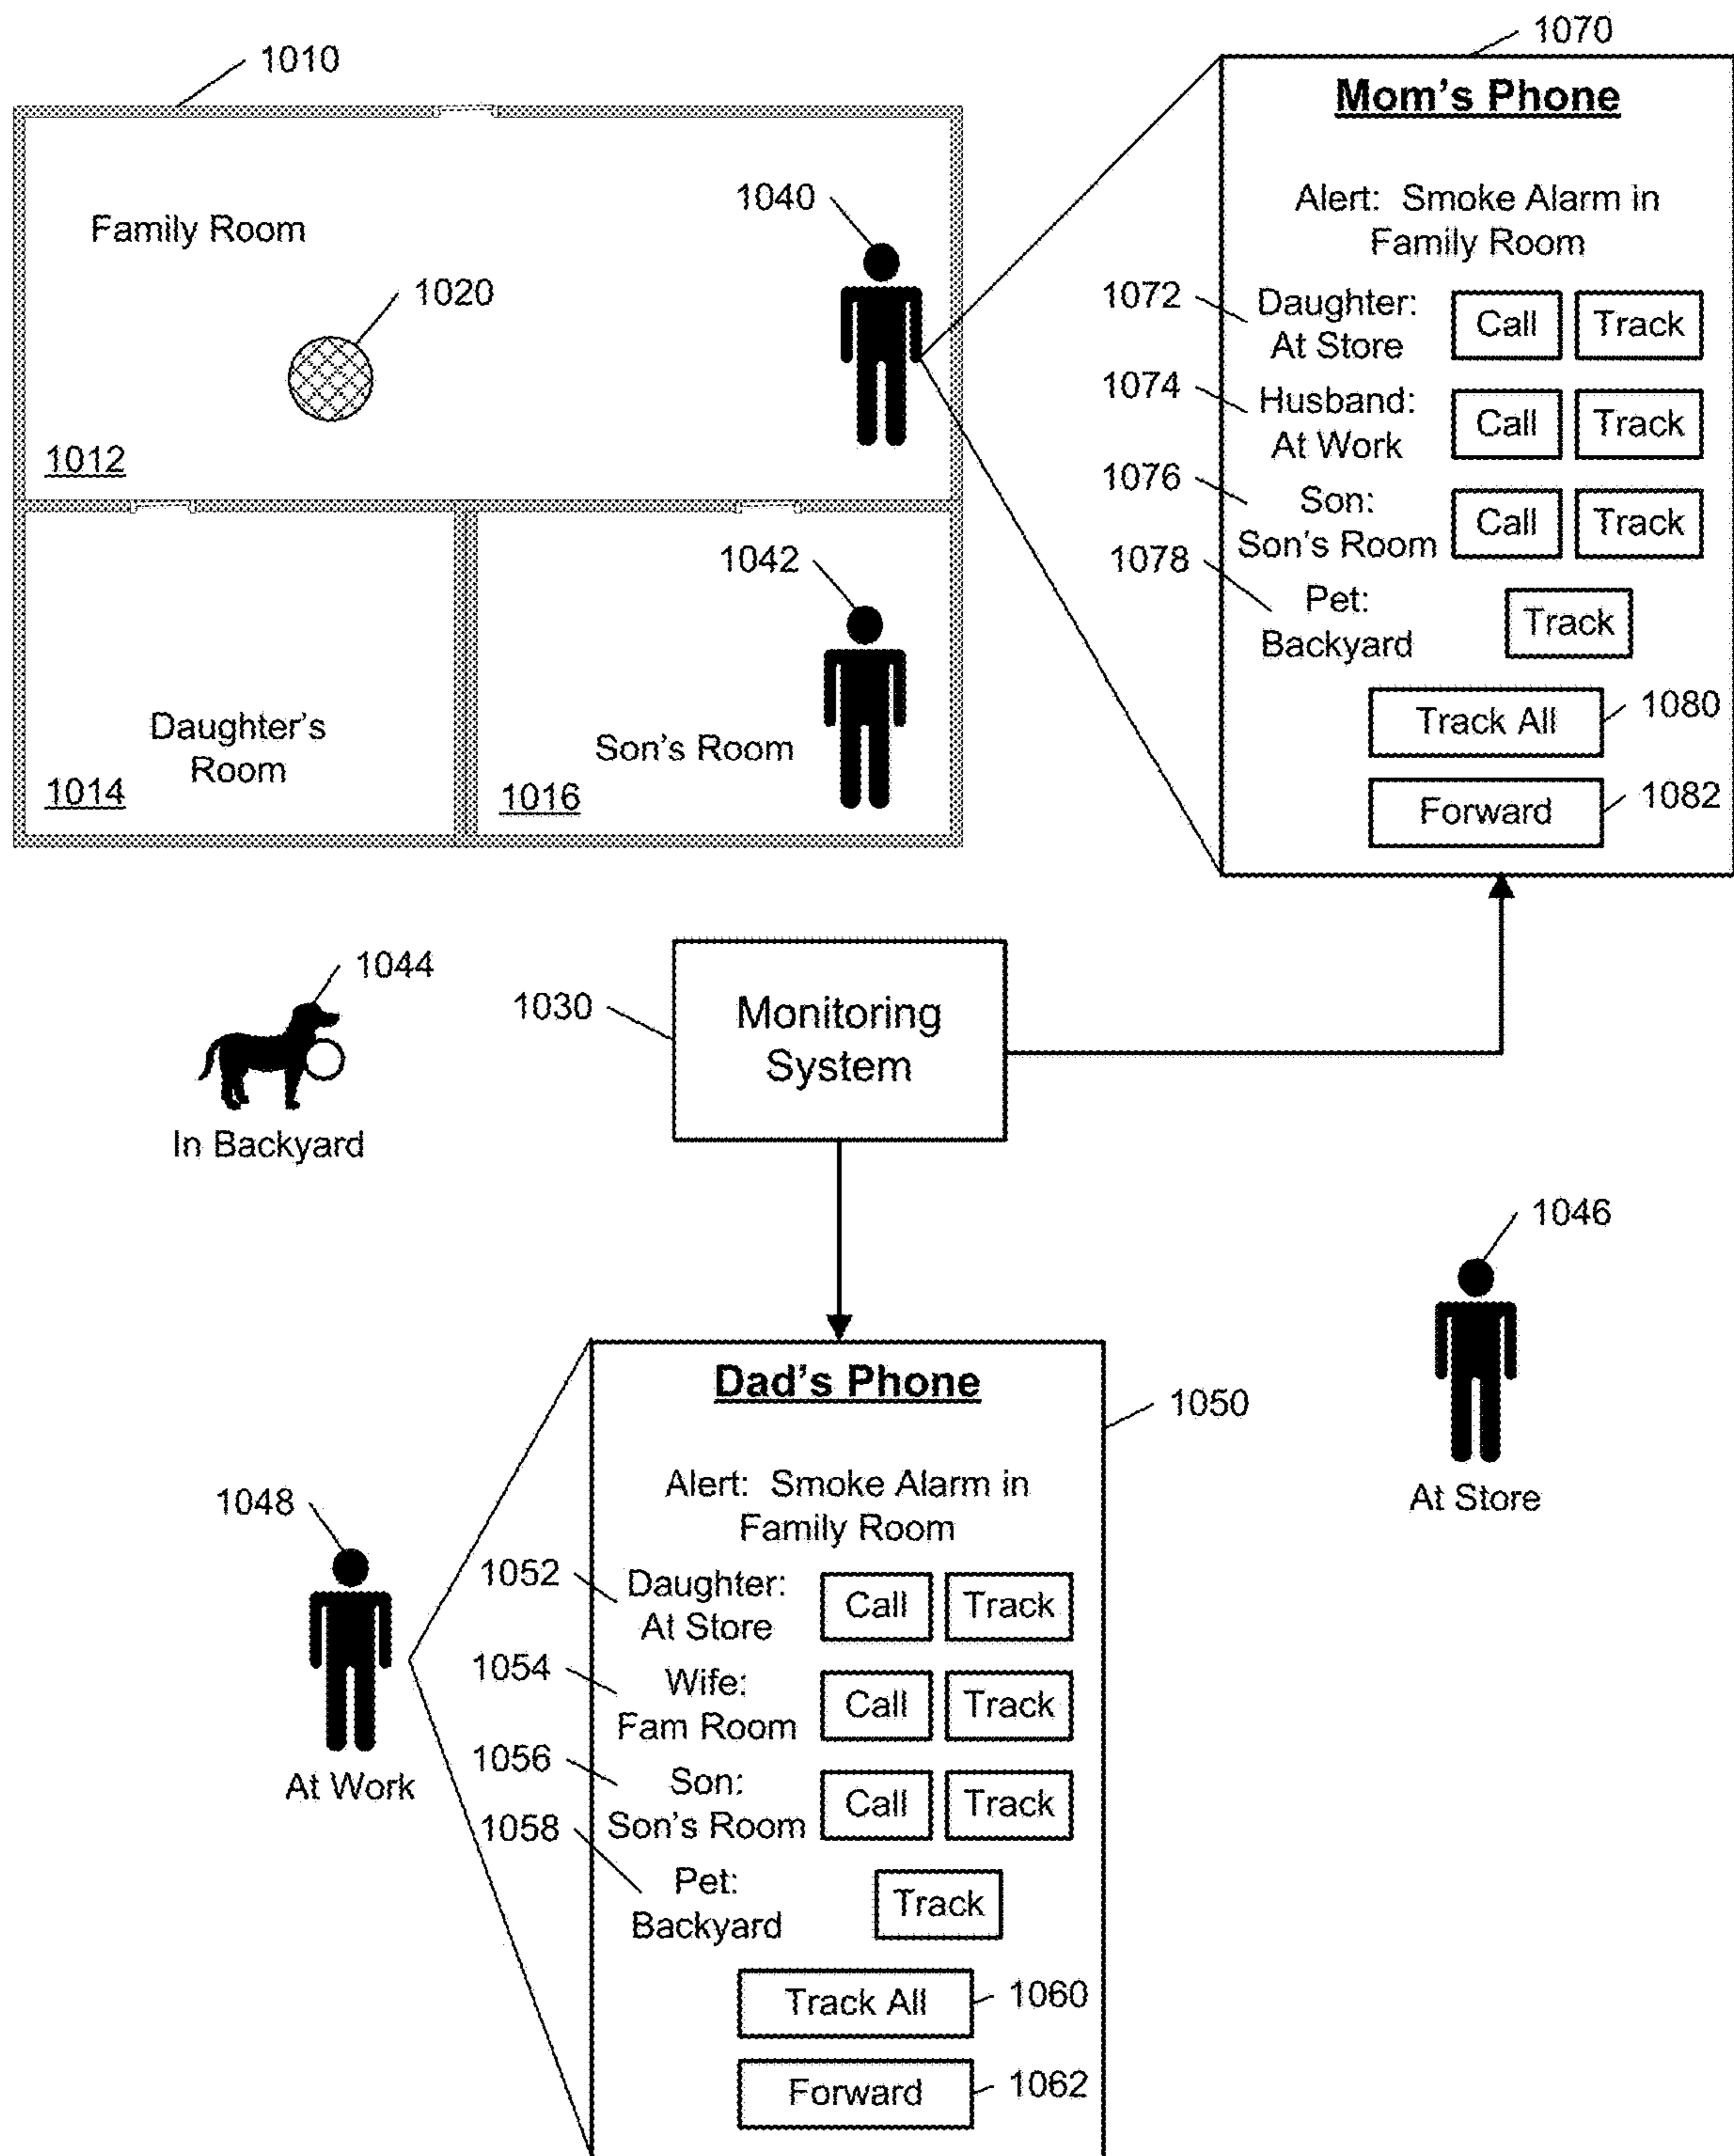 1010
Family Room
1020
1040
1012
1042
Daughter's
Room
1014
Son's Room
1016
1070
Mom's Phone
Alert: Smoke Alarm in
Family Room
1072
Daughter:
At Store
Call
Track
1074
Husband:
At Work
Call
Track
1076
Son:
Son's Room
Call
Track
1078
Pet:
Backyard
Track
Track All
1080
Forward
1082
1044
In Backyard
1030
Monitoring
System
1046
At Store
1048
At Work
Dad's Phone
1050
Alert: Smoke Alarm in
Family Room
1052
Daughter:
At Store
Call
Track
1054
Wife:
Fam Room
Call
Track
1056
Son:
Son's Room
Call
Track
1058
Pet:
Backyard
Track
Track All
1060
Forward
1062